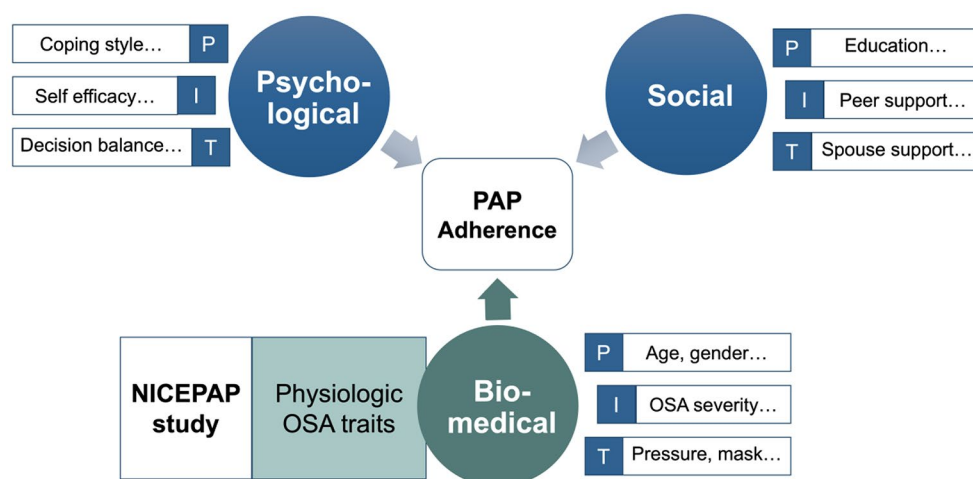 Coping style… P
Self efficacy… I
Decision balance… T
Psycho-
logical
Social
P Education…
I Peer support…
T Spouse support…
PAP
Adherence
NICEPAP
study
Physiologic
OSA traits
Bio-
medical
P Age, gender…
I OSA severity…
T Pressure, mask…